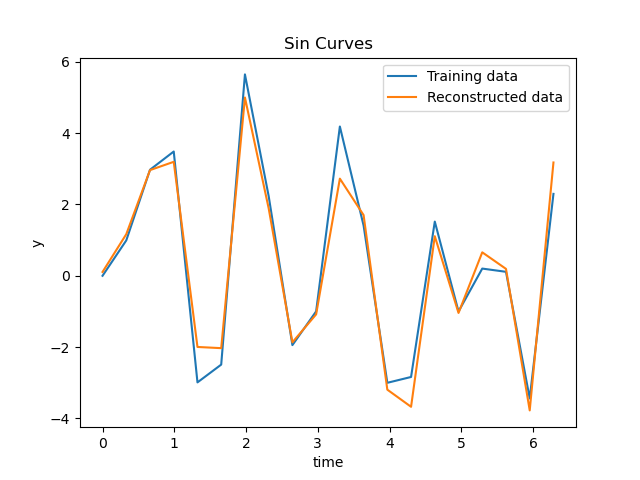 Sin Curves
Training data
Reconstructed data
6
4
2
0
−2
−4
y
0 1 2 3 4 5 6
time